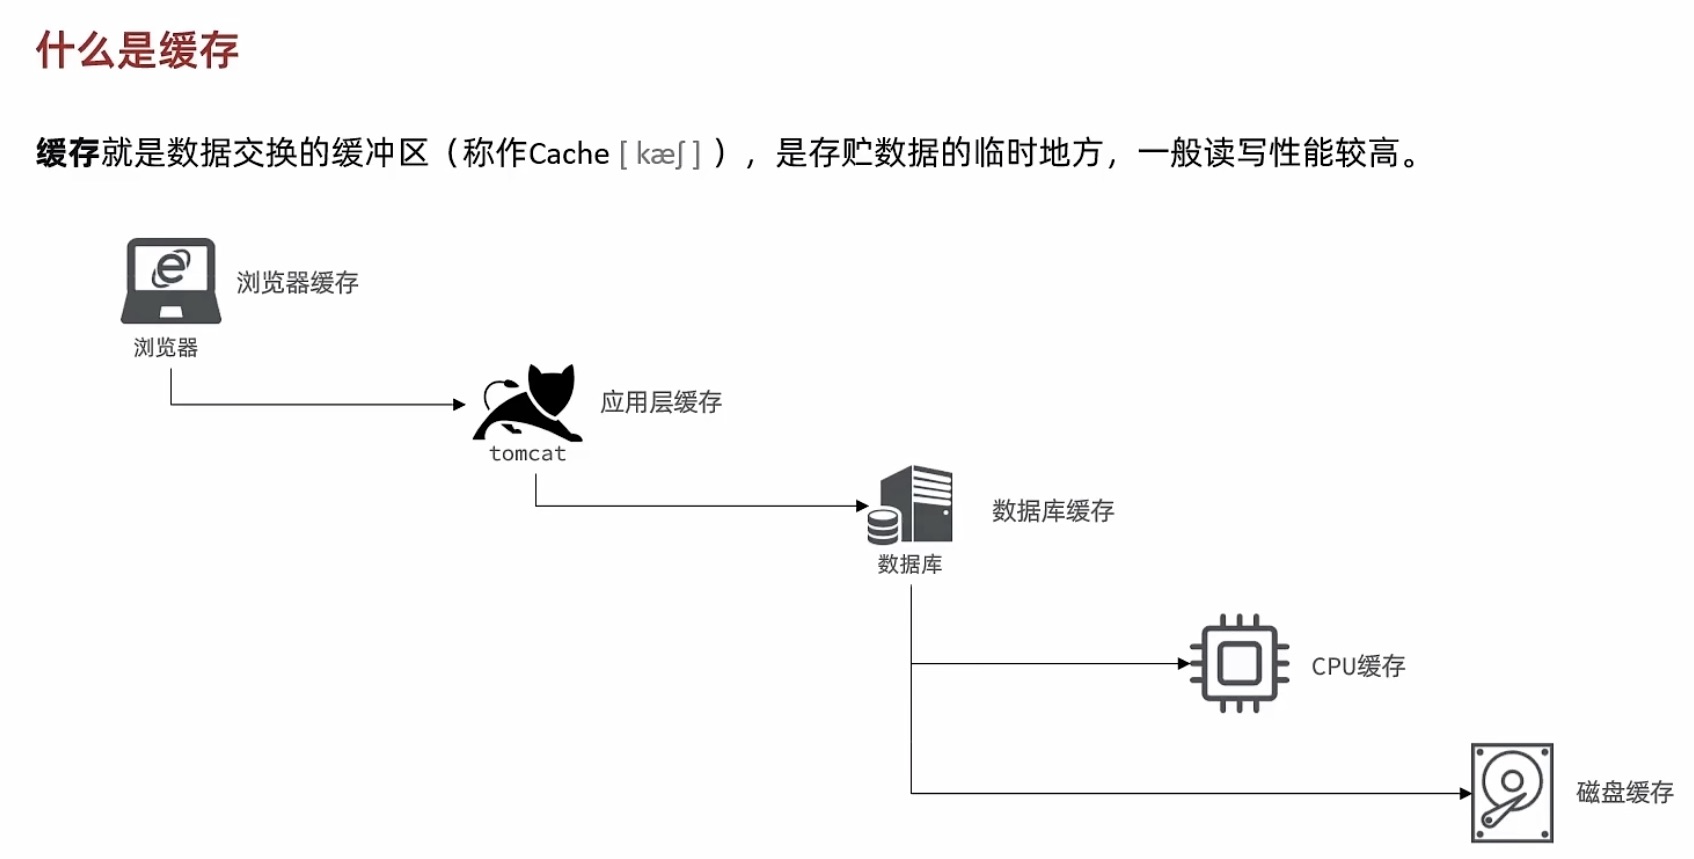 什么是缓存
缓存就是数据交换的缓冲区（称作Cache [ kæʃ ] ），是存贮数据的临时地方，一般读写性能较高。
浏览器缓存
浏览器
应用层缓存
tomcat
数据库缓存
数据库
CPU缓存
磁盘缓存